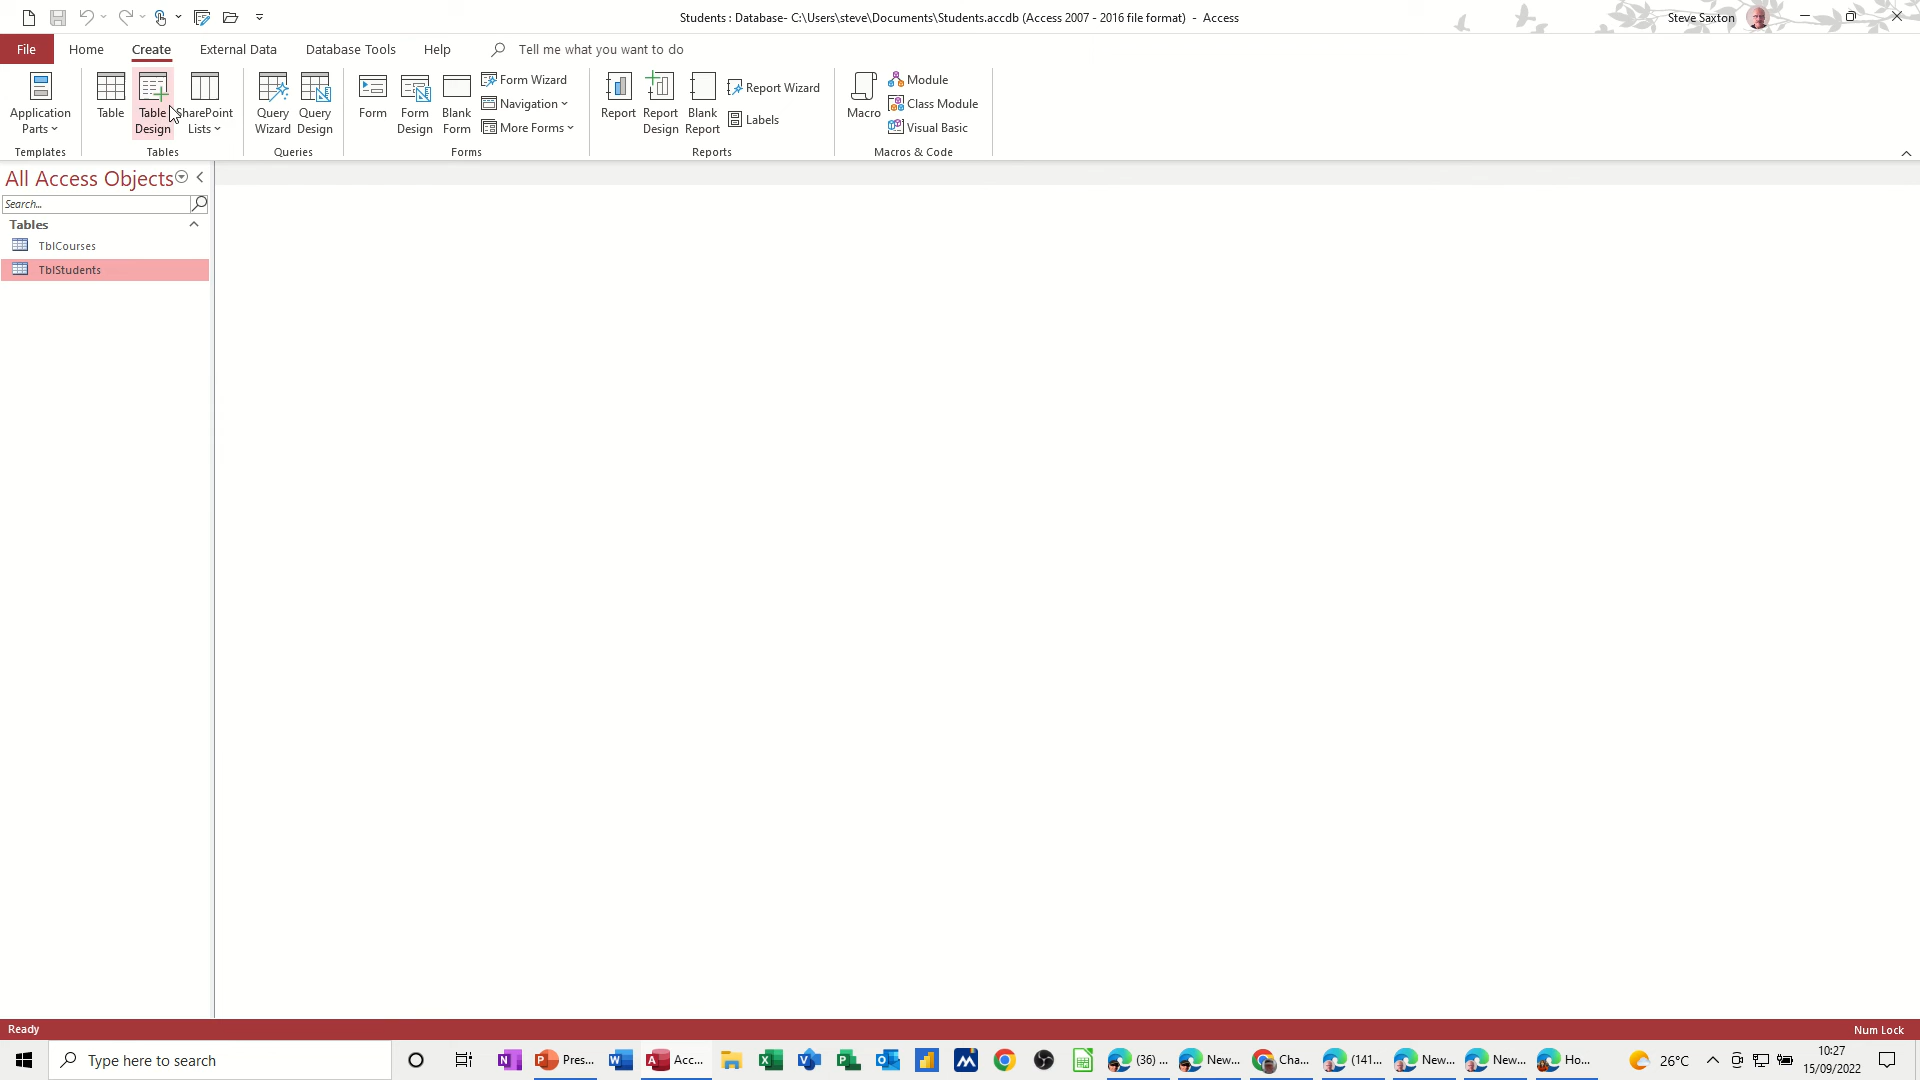 Students : Database- C:\Users\steve\Documents\Students.accdb (Access 2007 - 2016 file format) - Access
Steve Saxton
File
Home
Create
External Data
Database Tools
Help
Tell me what you want to do
Application Parts
Table
Table Design
SharePoint Lists
Query Wizard
Query Design
Form
Form Design
Blank Form
Form Wizard
Navigation
More Forms
Report
Report Design
Blank Report
Report Wizard
Labels
Macro
Module
Class Module
Visual Basic
Templates
Tables
Queries
Forms
Reports
Macros & Code
All Access Objects
Search...
Tables
TblCourses
TblStudents
Ready
Num Lock
Type here to search
Pres...
Acc...
(36) ...
New...
Cha...
(141...
New...
New...
Ho...
26°C
10:27
15/09/2022